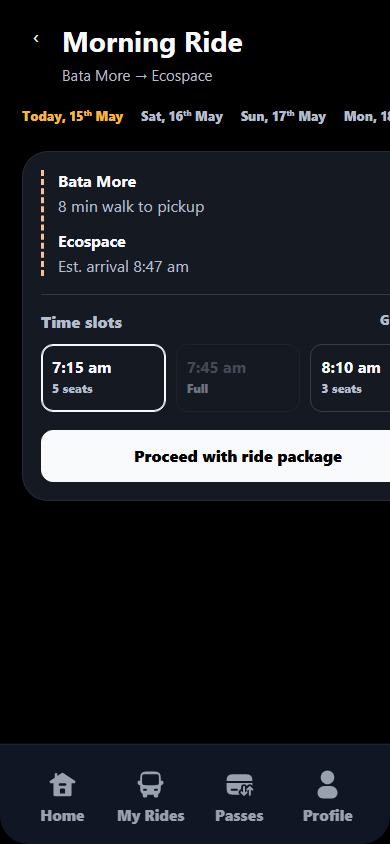 Morning Ride
Bata More → Ecospace
Today, 15th May Sat, 16th May Sun, 17th May Mon, 18
Bata More
8 min walk to pickup
Ecospace
Est. arrival 8:47 am
Time slots
7:15 am 7:45 am 8:10 am
5 seats Full 3 seats
Proceed with ride package
Home My Rides Passes Profile